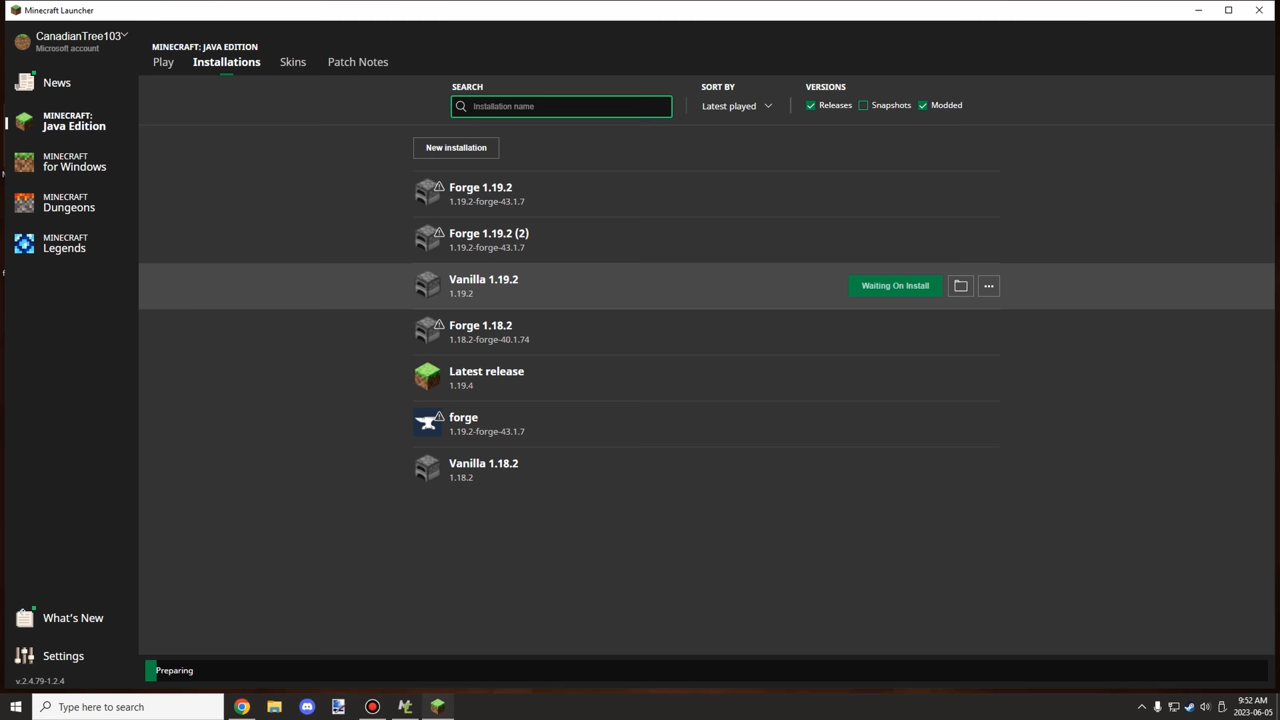 Minecraft Launcher
CanadianTree103
Microsoft account
News
MINECRAFT:
Java Edition
MINECRAFT
for Windows
MINECRAFT
Dungeons
MINECRAFT
Legends
What's New
Settings
v.2.4.79-1.2.4
MINECRAFT: JAVA EDITION
Play Installations Skins Patch Notes
SEARCH SORT BY VERSIONS
Installation name Latest played Releases Snapshots Modded
New installation
Forge 1.19.2
1.19.2-forge-43.1.7
Forge 1.19.2 (2)
1.19.2-forge-43.1.7
Vanilla 1.19.2
1.19.2
Waiting On Install
Forge 1.18.2
1.18.2-forge-40.1.74
Latest release
1.19.4
forge
1.19.2-forge-43.1.7
Vanilla 1.18.2
1.18.2
Preparing
Type here to search
9:52 AM
2023-06-05